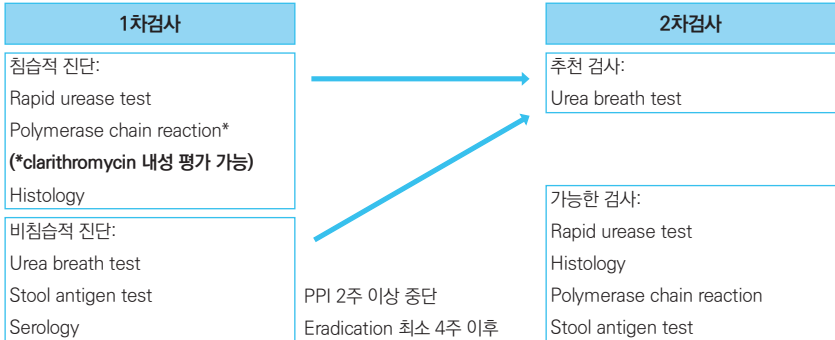 1차검사
침습적 진단:
Rapid urease test
Polymerase chain reaction*
(*clarithromycin 내성 평가 가능)
Histology
비침습적 진단:
Urea breath test
Stool antigen test
Serology
PPI 2주 이상 중단
Eradication 최소 4주 이후
2차검사
추천 검사:
Urea breath test
가능한 검사:
Rapid urease test
Histology
Polymerase chain reaction
Stool antigen test